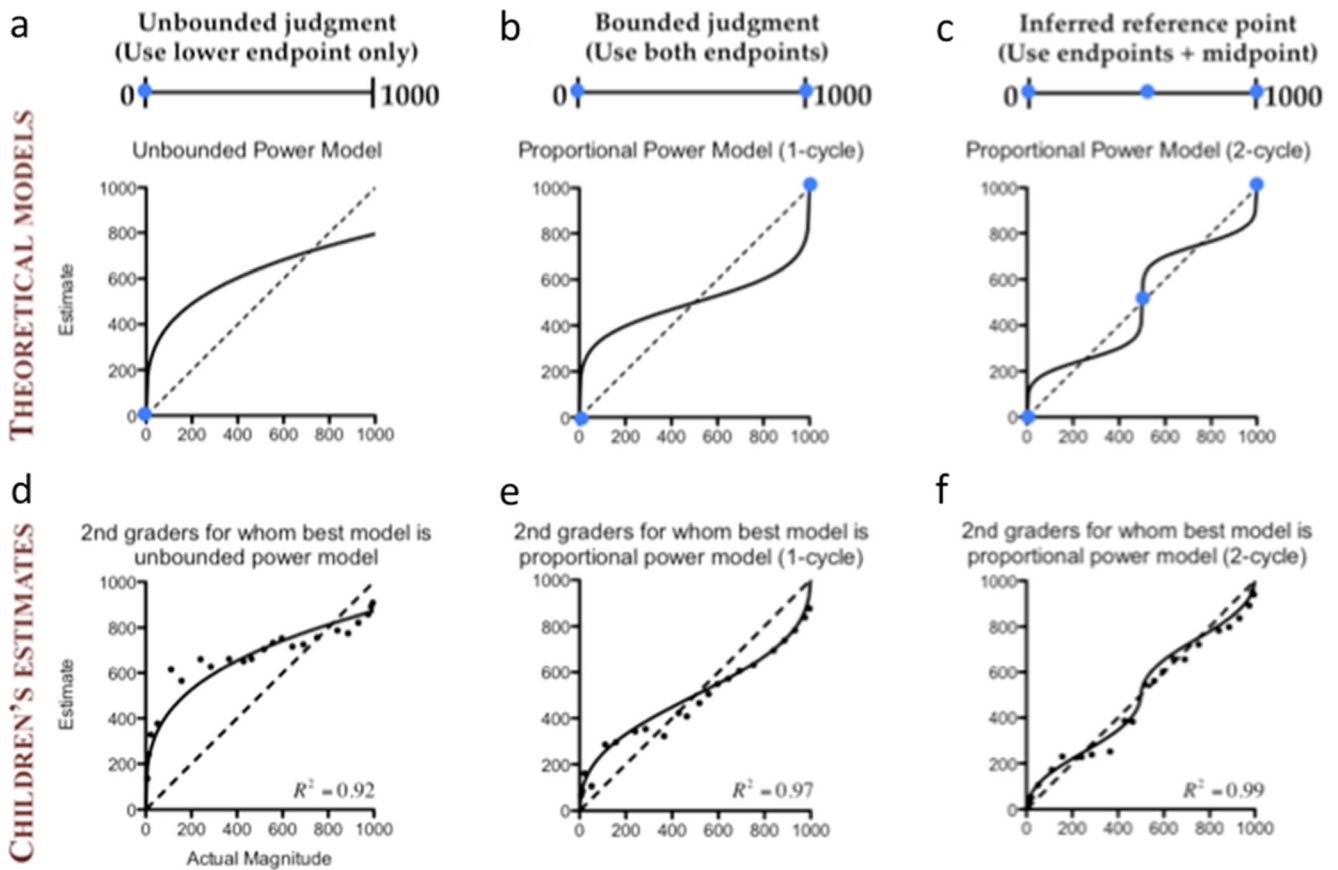 a
Unbounded judgment
(Use lower endpoint only)
0 1000
Unbounded Power Model
1000
800
600
400
200
0
Estimate
0 200 400 600 800 1000
b
Bounded judgment
(Use both endpoints)
0 1000
Proportional Power Model (1-cycle)
1000
800
600
400
200
0
0 200 400 600 800 1000
c
Inferred reference point
(Use endpoints + midpoint)
0 1000
Proportional Power Model (2-cycle)
1000
800
600
400
200
0
0 200 400 600 800 1000
THEORETICAL MODELS
d
2nd graders for whom best model is
unbounded power model
1000
800
600
400
200
0
Estimate
R² = 0.92
0 200 400 600 800 1000
Actual Magnitude
e
2nd graders for whom best model is
proportional power model (1-cycle)
1000
800
600
400
200
0
R² = 0.97
0 200 400 600 800 1000
f
2nd graders for whom best model is
proportional power model (2-cycle)
1000
800
600
400
200
0
R² = 0.99
0 200 400 600 800 1000
CHILDREN'S ESTIMATES